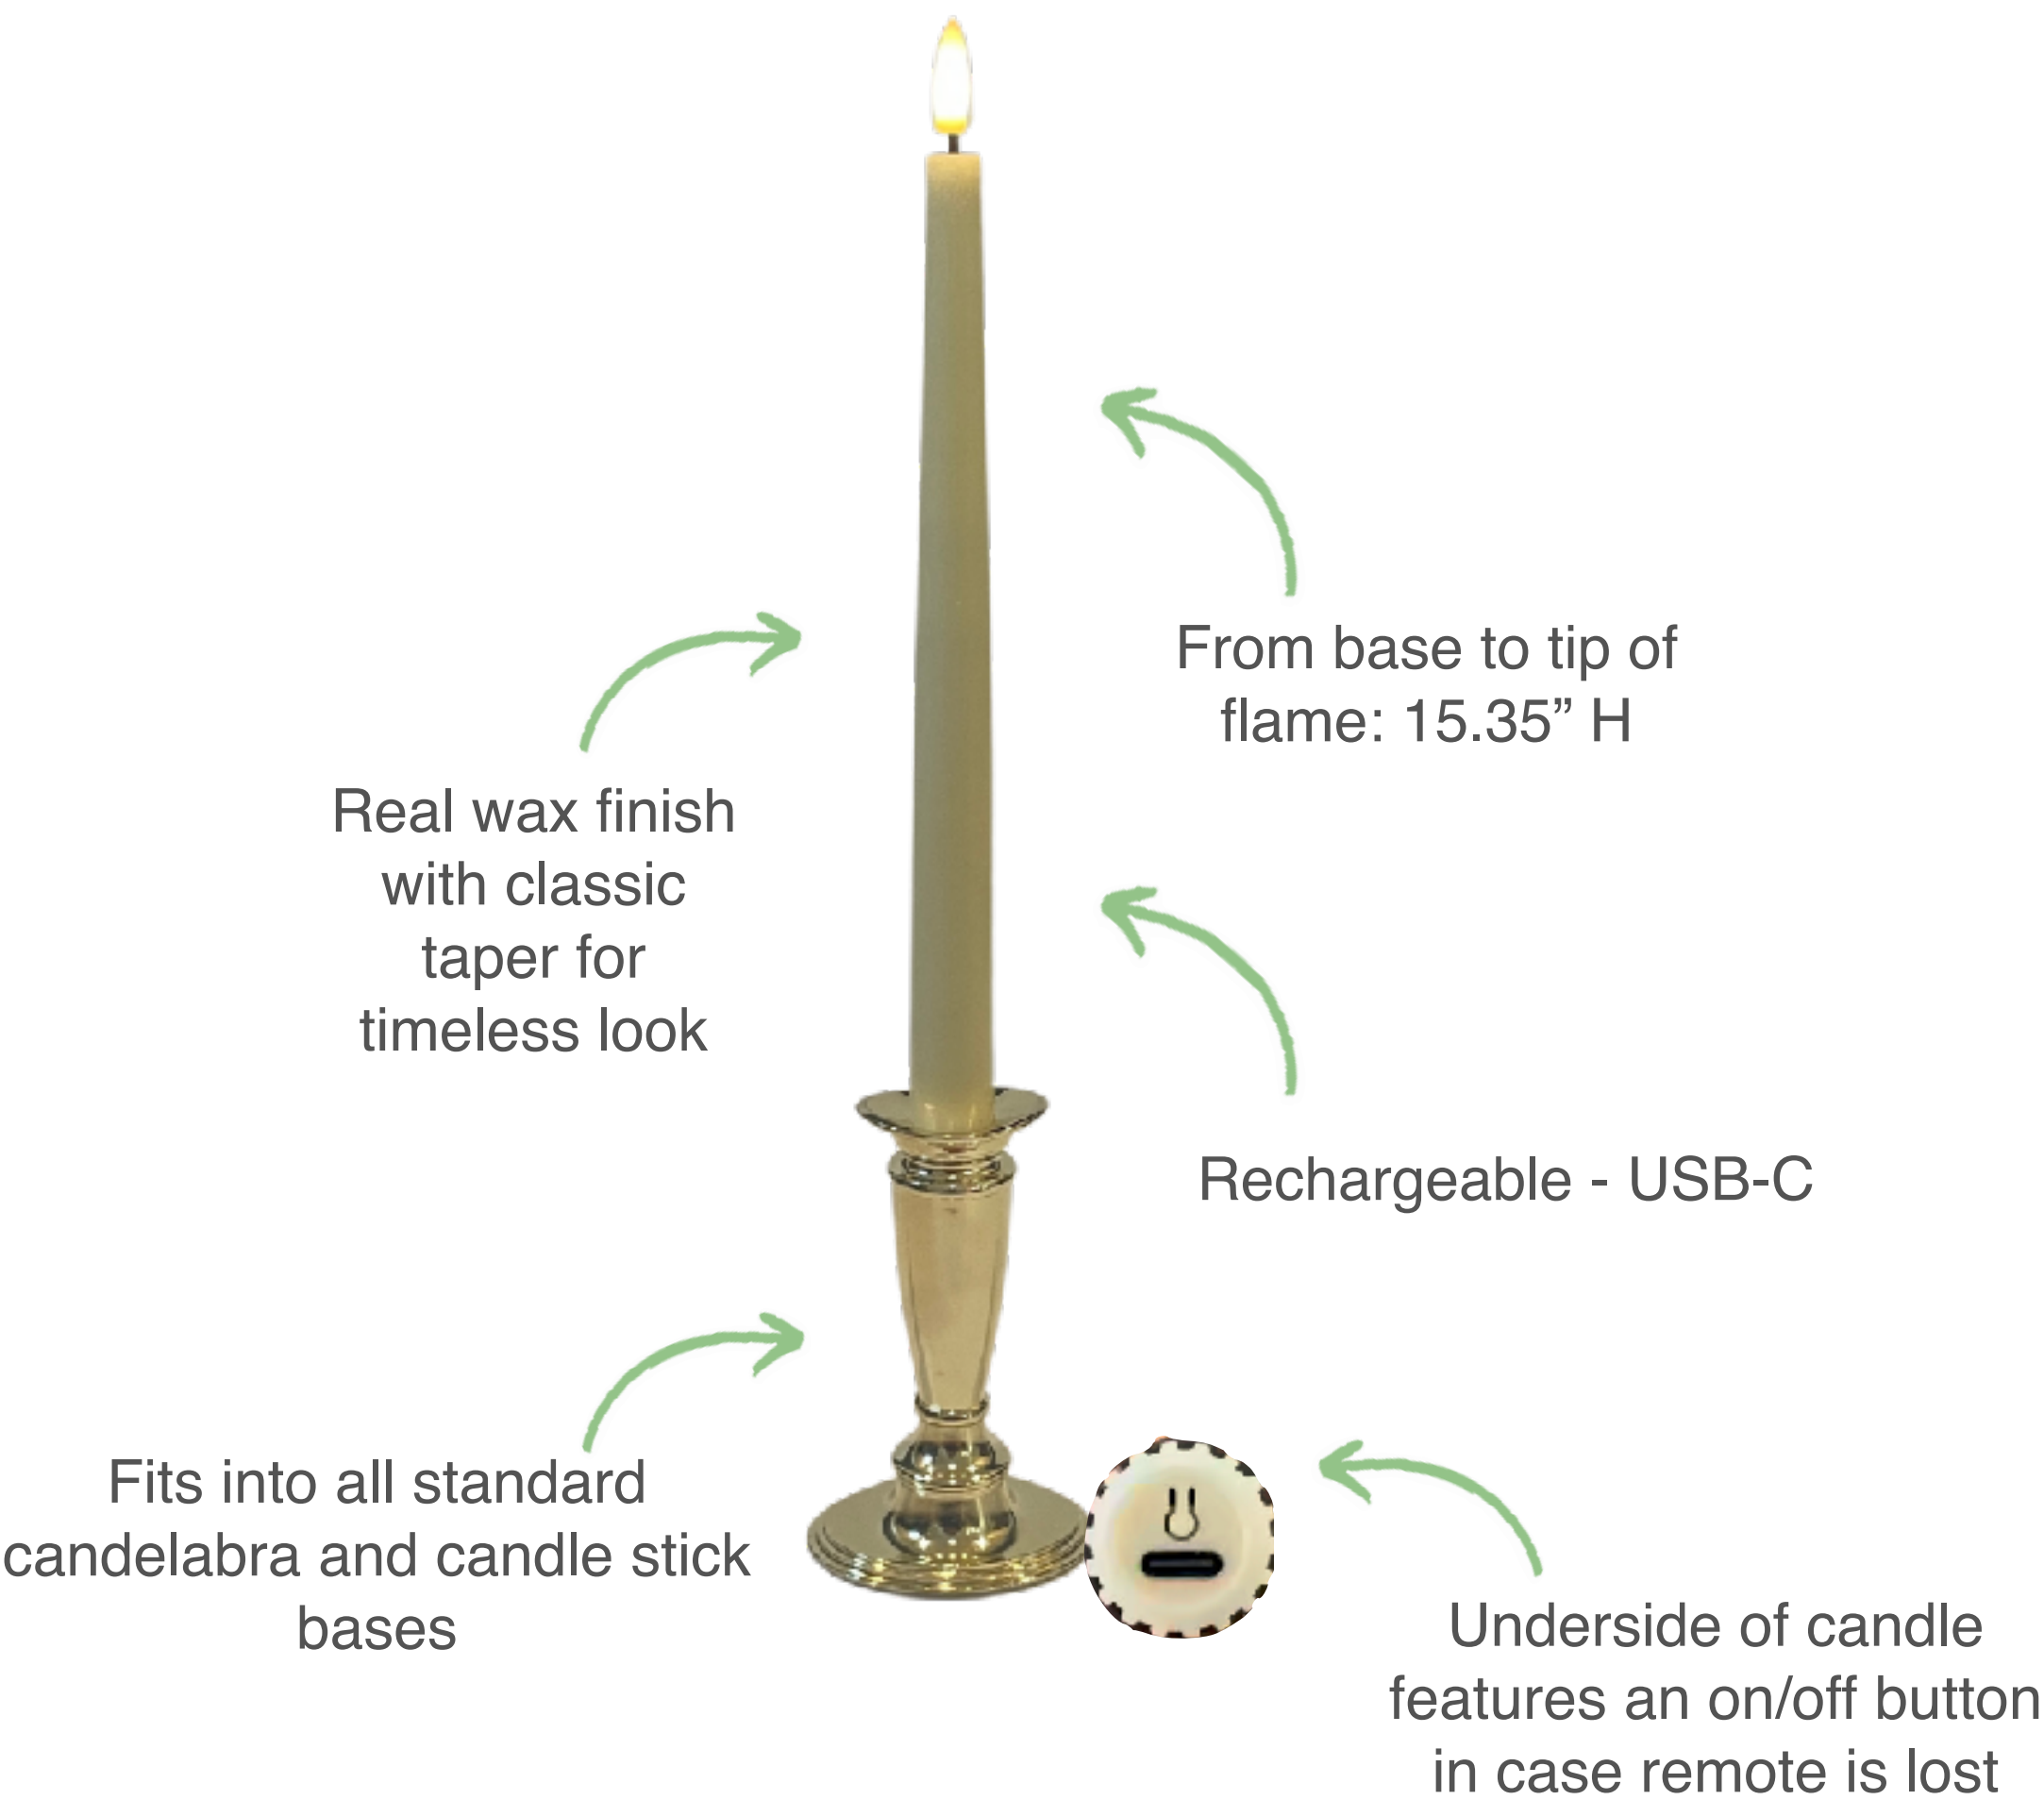 From base to tip of
flame: 15.35” H
Real wax finish
with classic
taper for
timeless look
Rechargeable - USB-C
Fits into all standard
candelabra and candle stick
bases
Underside of candle
features an on/off button
in case remote is lost